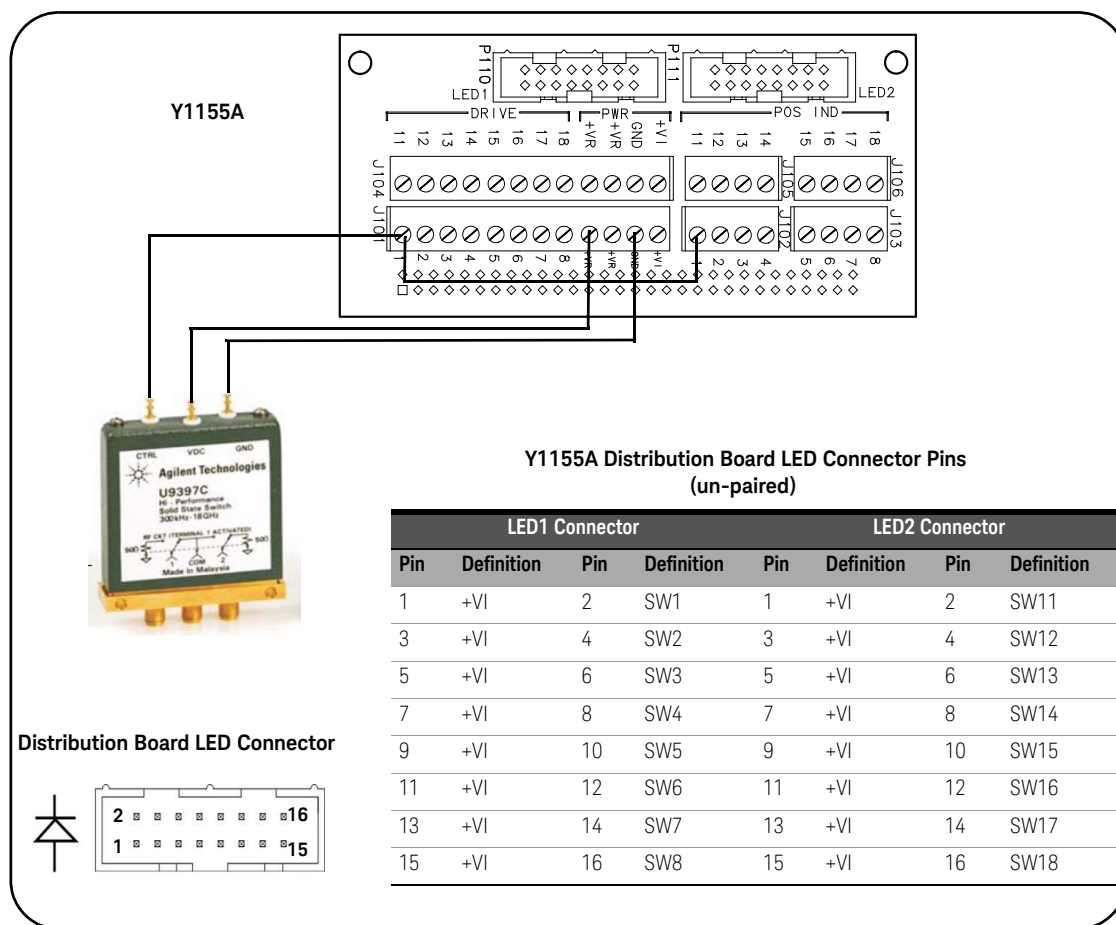 Y1155A
P110
P111
LED1
LED2
DRIVE
PWR
POS IND
11 12 13 14 15 16 17 18 +VR +VR GND +VI 11 12 13 14 15 16 17 18
J104
J105
J106
J101
J102
J103
1 2 3 4 5 6 7 8 +VR +VR GND +VI 1 2 3 4 5 6 7 8
CTRL VDC GND
Agilent Technologies
U9397C
Hi - Performance
Solid State Switch
300kHz-18GHz
RF CKT (TERMINAL 1 ACTIVATED)
50Ω 50Ω
1 COM 2
Made in Malaysia
Y1155A Distribution Board LED Connector Pins
(un-paired)
LED1 Connector LED2 Connector
Pin Definition Pin Definition Pin Definition Pin Definition
1 +VI 2 SW1 1 +VI 2 SW11
3 +VI 4 SW2 3 +VI 4 SW12
5 +VI 6 SW3 5 +VI 6 SW13
7 +VI 8 SW4 7 +VI 8 SW14
9 +VI 10 SW5 9 +VI 10 SW15
11 +VI 12 SW6 11 +VI 12 SW16
13 +VI 14 SW7 13 +VI 14 SW17
15 +VI 16 SW8 15 +VI 16 SW18
Distribution Board LED Connector
2 16
1 15